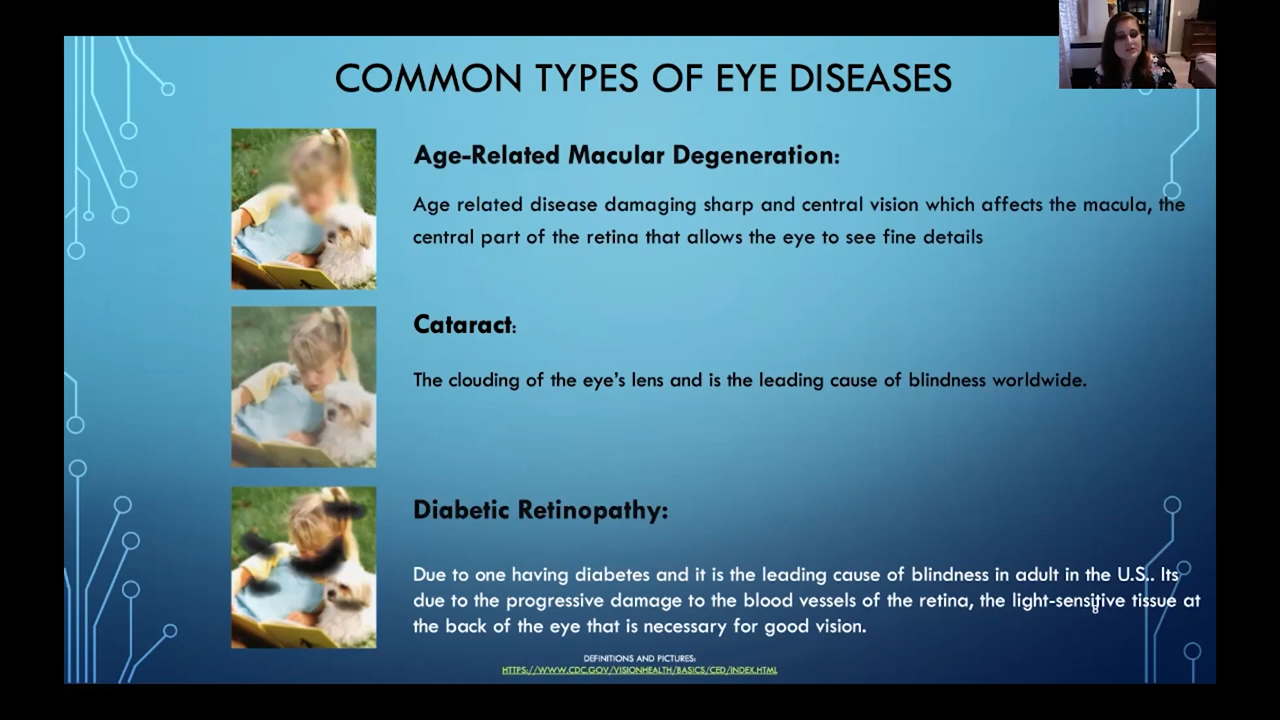 COMMON TYPES OF EYE DISEASES
Age-Related Macular Degeneration:
Age related disease damaging sharp and central vision which affects the macula, the
central part of the retina that allows the eye to see fine details
Cataract:
The clouding of the eye's lens and is the leading cause of blindness worldwide.
Diabetic Retinopathy:
Due to one having diabetes and it is the leading cause of blindness in adult in the U.S.. Its
due to the progressive damage to the blood vessels of the retina, the light-sensitive tissue at
the back of the eye that is necessary for good vision.
DEFINITIONS AND PICTURES:
HTTPS://WWW.CDC.GOV/VISIONHEALTH/BASICS/CED/INDEX.HTML